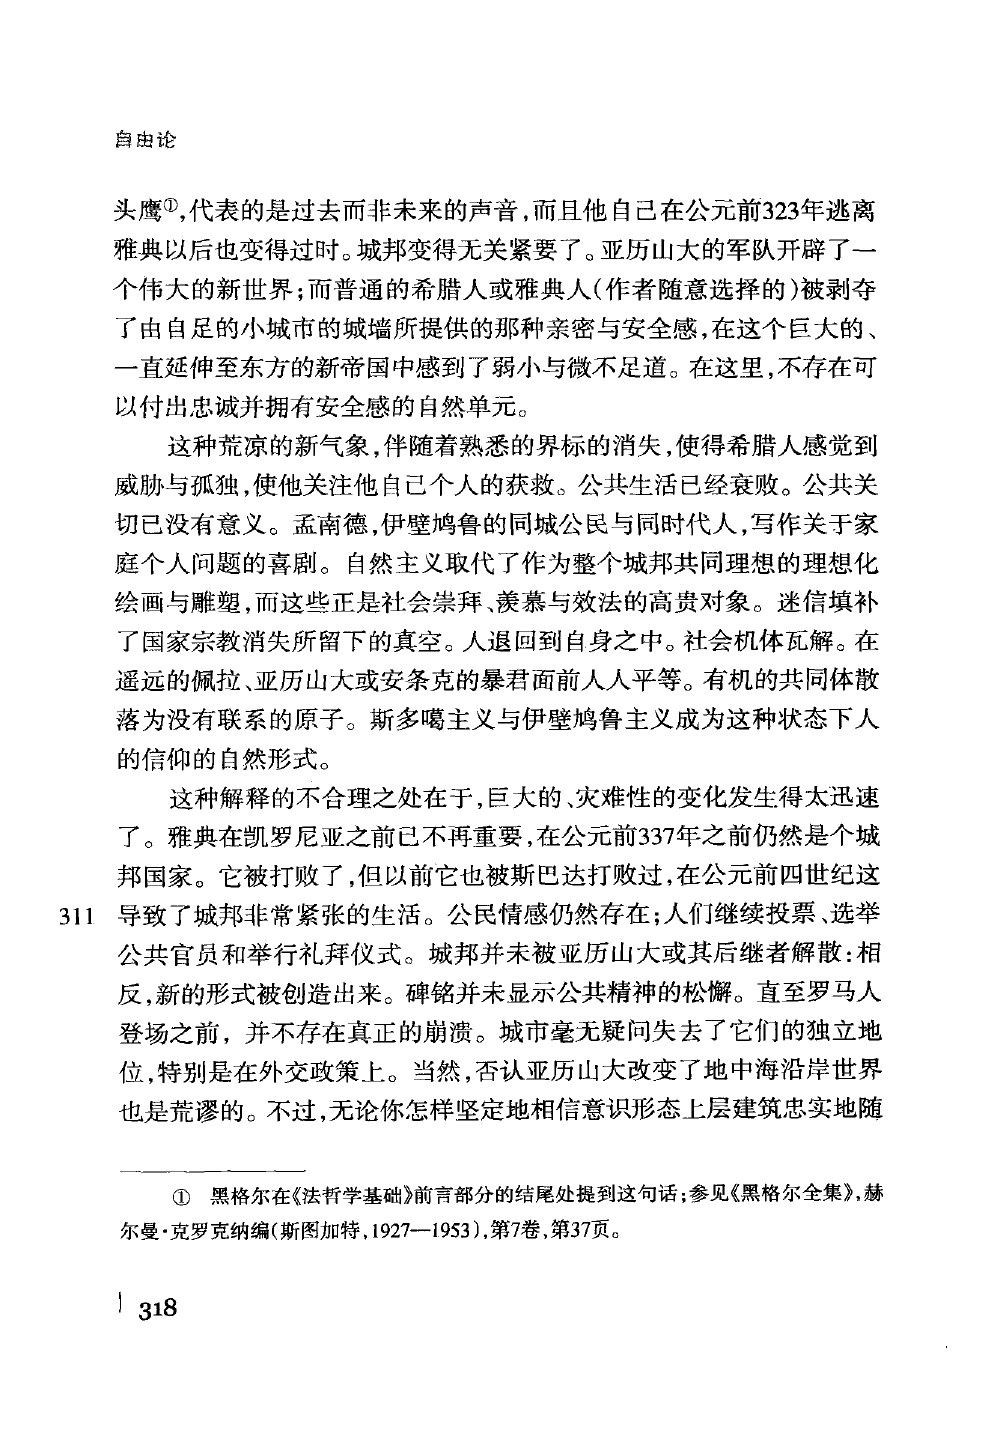 自由论
头鹰①,代表的是过去而非未来的声音,而且他自己在公元前323年逃离
雅典以后也变得过时。城邦变得无关紧要了。亚历山大的军队开辟了一
个伟大的新世界;而普通的希腊人或雅典人(作者随意选择的)被剥夺
了由自足的小城市的城墙所提供的那种亲密与安全感,在这个巨大的、
一直延伸至东方的新帝国中感到了弱小与微不足道。在这里,不存在可
以付出忠诚并拥有安全感的自然单元。
这种荒凉的新气象,伴随着熟悉的界标的消失,使得希腊人感觉到
威胁与孤独,使他关注他自己个人的获救。公共生活已经衰败。公共关
切已没有意义。孟南德,伊壁鸠鲁的同城公民与同时代人,写作关于家
庭个人问题的喜剧。自然主义取代了作为整个城邦共同理想的理想化
绘画与雕塑,而这些正是社会崇拜、羡慕与效法的高贵对象。迷信填补
了国家宗教消失所留下的真空。人退回到自身之中。社会机体瓦解。在
遥远的佩拉、亚历山大或安条克的暴君面前人人平等。有机的共同体散
落为没有联系的原子。斯多噶主义与伊壁鸠鲁主义成为这种状态下人
的信仰的自然形式。
这种解释的不合理之处在于,巨大的、灾难性的变化发生得太迅速
了。雅典在凯罗尼亚之前已不再重要,在公元前337年之前仍然是个城
邦国家。它被打败了,但以前它也被斯巴达打败过,在公元前四世纪这
311 导致了城邦非常紧张的生活。公民情感仍然存在;人们继续投票、选举
公共官员和举行礼拜仪式。城邦并未被亚历山大或其后继者解散:相
反,新的形式被创造出来。碑铭并未显示公共精神的松懈。直至罗马人
登场之前,并不存在真正的崩溃。城市毫无疑问失去了它们的独立地
位,特别是在外交政策上。当然,否认亚历山大改变了地中海沿岸世界
也是荒谬的。不过,无论你怎样坚定地相信意识形态上层建筑忠实地随
① 黑格尔在《法哲学基础》前言部分的结尾处提到这句话;参见《黑格尔全集》,赫
尔曼·克罗克纳编(斯图加特,1927—1953),第7卷,第37页。
318